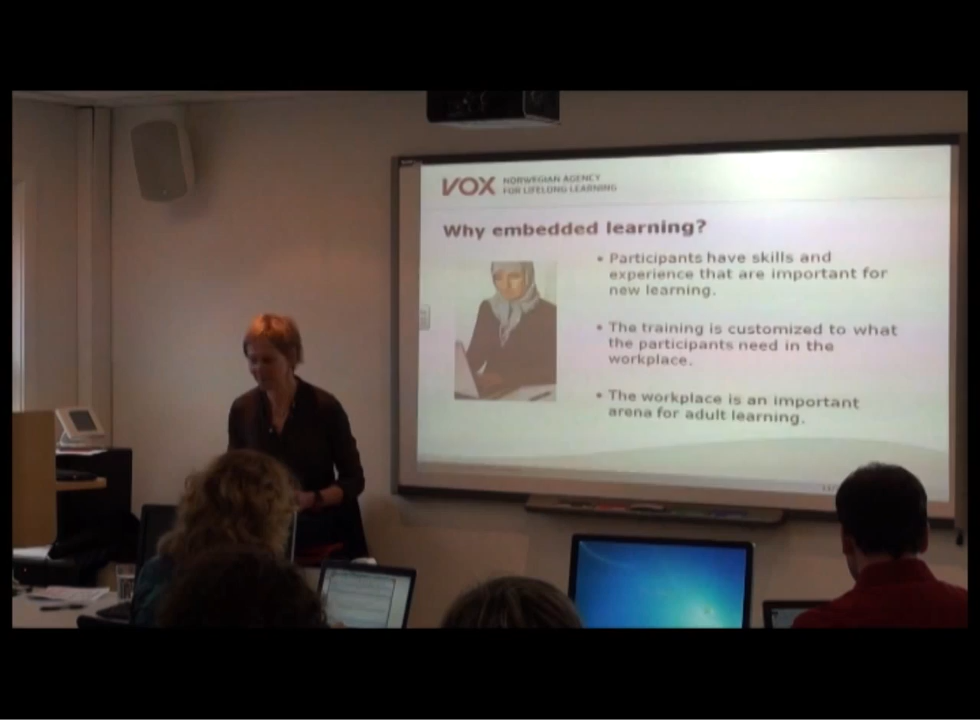 VOX
NORWEGIAN AGENCY
FOR LIFELONG LEARNING
Why embedded learning?
• Participants have skills and
experience that are important for
new learning.
• The training is customized to what
the participants need in the
workplace.
• The workplace is an important
arena for adult learning.